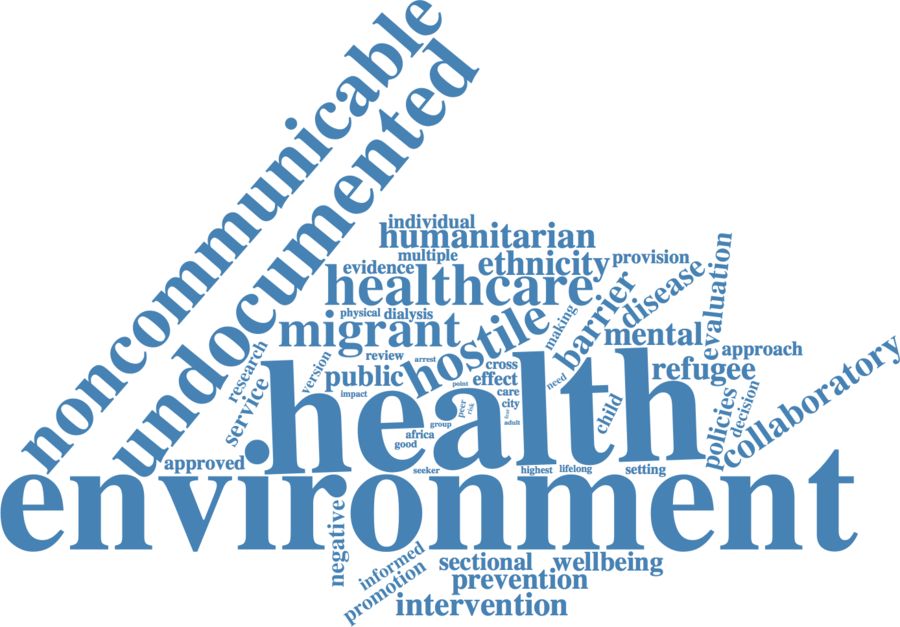 noncommunicable
undocumented
individual
humanitarian
multiple
ethnicity
provision
evidence
healthcare
barrier
disease
evaluation
physical
dialysis
making
migrant
hostile
mental
approach
research
version
review
arrest
cross
refugee
collaboratory
public
effect
point
need
care
impact
service
health
city
peer
risk
fear
adult
child
policies
decision
group
africa
good
approved
seeker
highest
lifelong
setting
environment
negative
informed
promotion
sectional
wellbeing
prevention
intervention